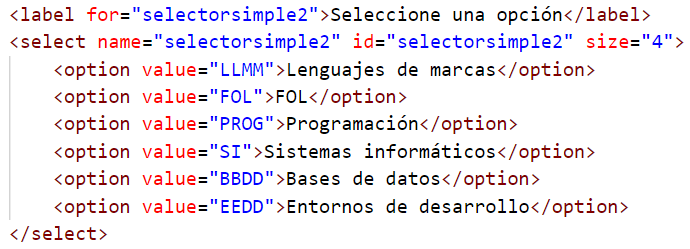 <label for="selectorsimple2">Seleccione una opción</label>
<select name="selectorsimple2" id="selectorsimple2" size="4">
    <option value="LLMM">Lenguajes de marcas</option>
    <option value="FOL">FOL</option>
    <option value="PROG">Programación</option>
    <option value="SI">Sistemas informáticos</option>
    <option value="BBDD">Bases de datos</option>
    <option value="EEDD">Entornos de desarrollo</option>
</select>